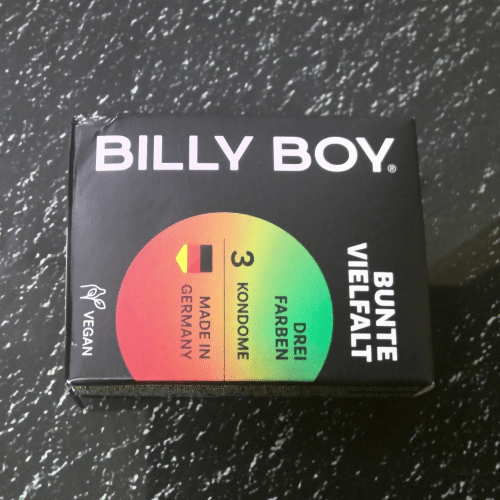 BILLY BOY®
BUNTE
VIELFALT
DREI
FARBEN
3 KONDOME
MADE IN
GERMANY
VEGAN